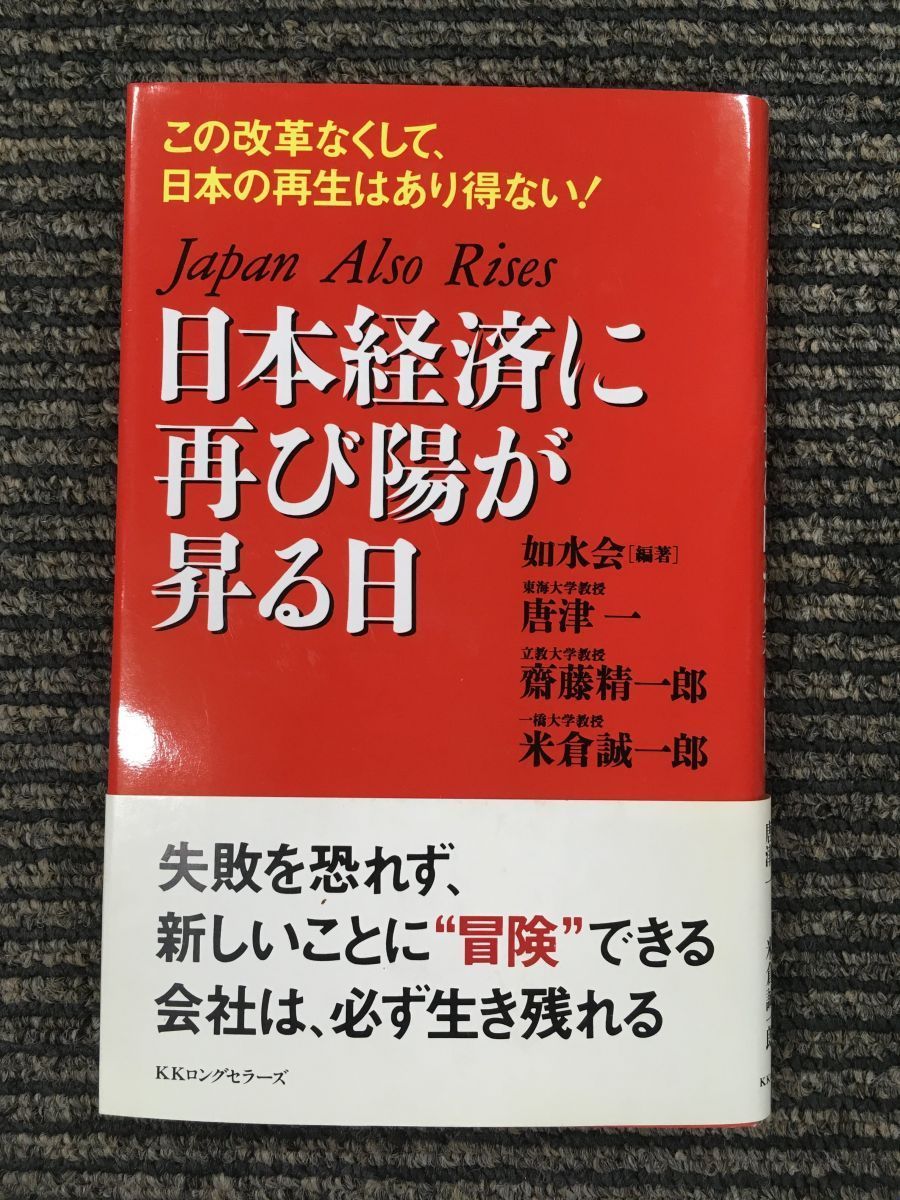 この改革なくして、
日本の再生はあり得ない!
Japan Also Rises
日本経済に
再び陽が
昇る日
如水会[編著]
東海大学教授
唐津 一
立教大学教授
齋藤精一郎
一橋大学教授
米倉誠一郎
失敗を恐れず、
新しいことに“冒険”できる
会社は、必ず生き残れる
KKロングセラーズ